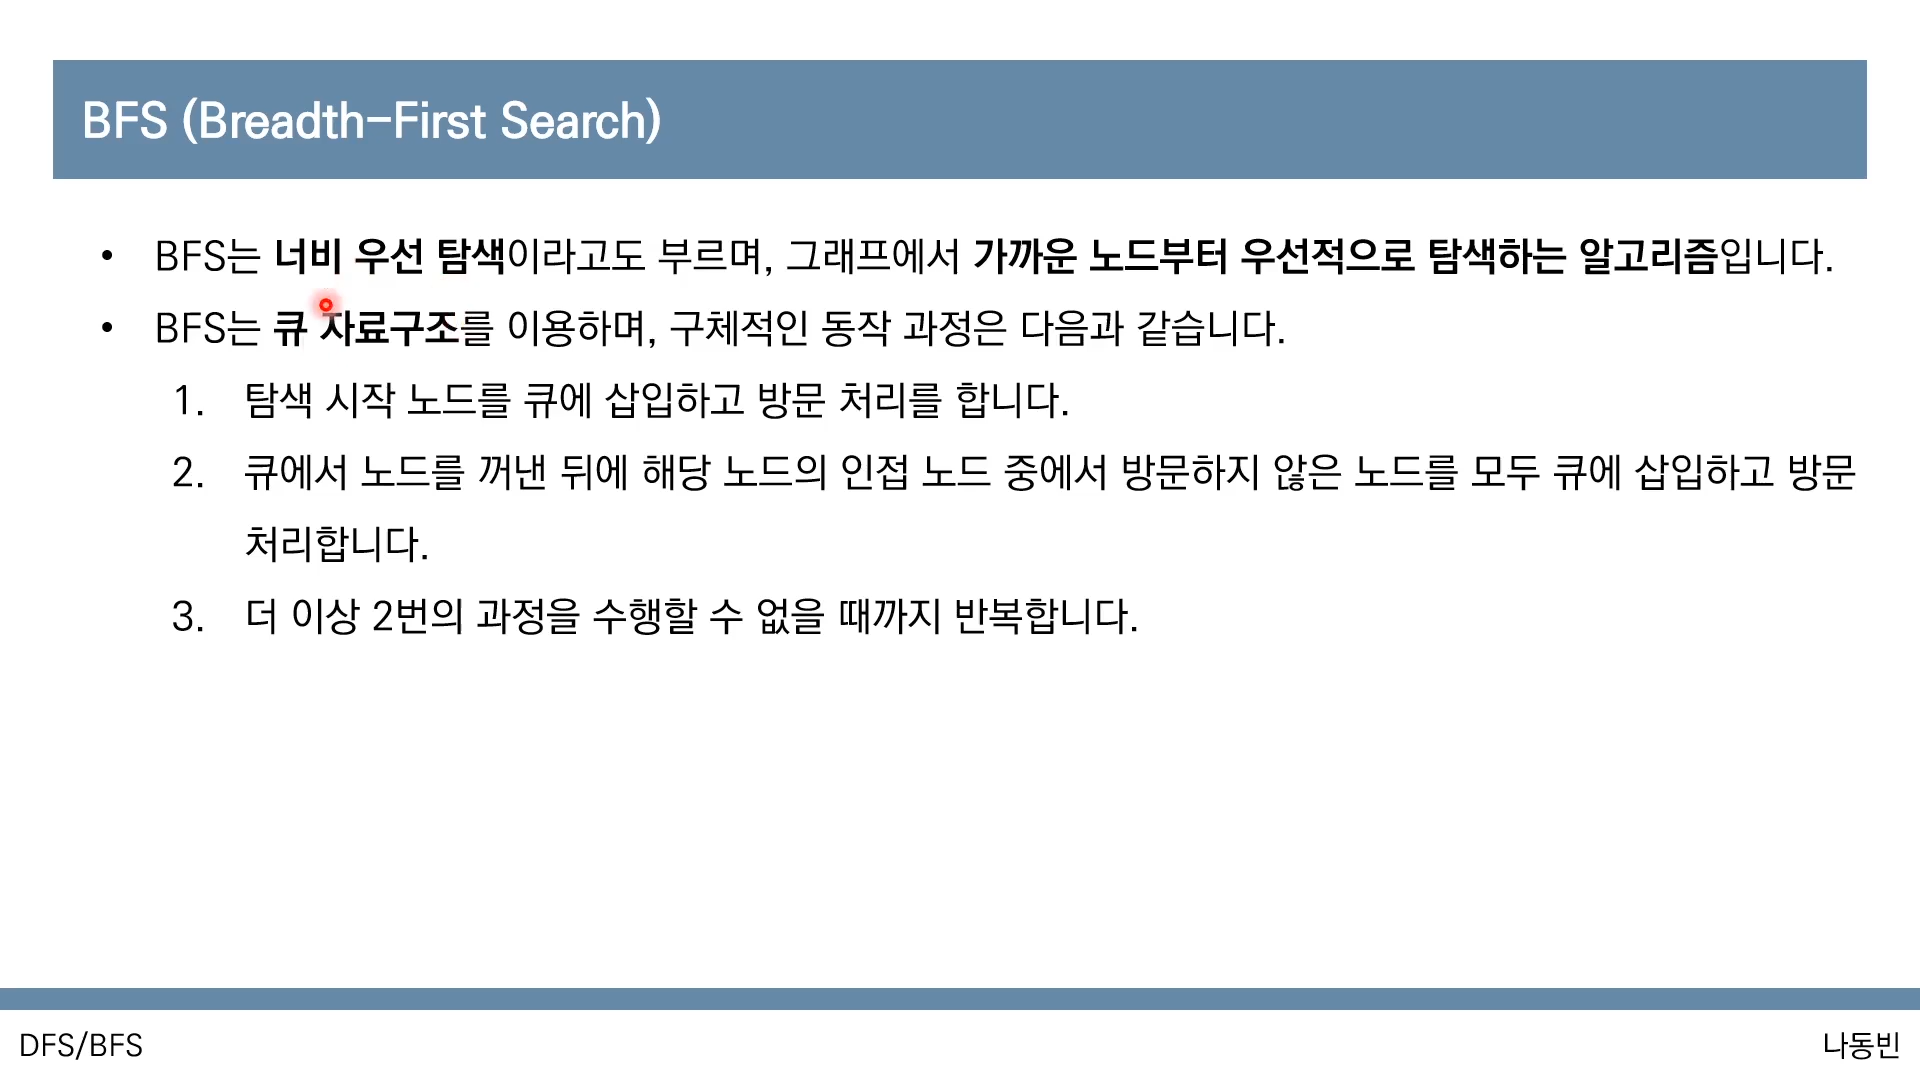 BFS (Breadth-First Search)
• BFS는 너비 우선 탐색이라고도 부르며, 그래프에서 가까운 노드부터 우선적으로 탐색하는 알고리즘입니다.
• BFS는 큐 자료구조를 이용하며, 구체적인 동작 과정은 다음과 같습니다.
1. 탐색 시작 노드를 큐에 삽입하고 방문 처리를 합니다.
2. 큐에서 노드를 꺼낸 뒤에 해당 노드의 인접 노드 중에서 방문하지 않은 노드를 모두 큐에 삽입하고 방문
처리합니다.
3. 더 이상 2번의 과정을 수행할 수 없을 때까지 반복합니다.
DFS/BFS
나동빈